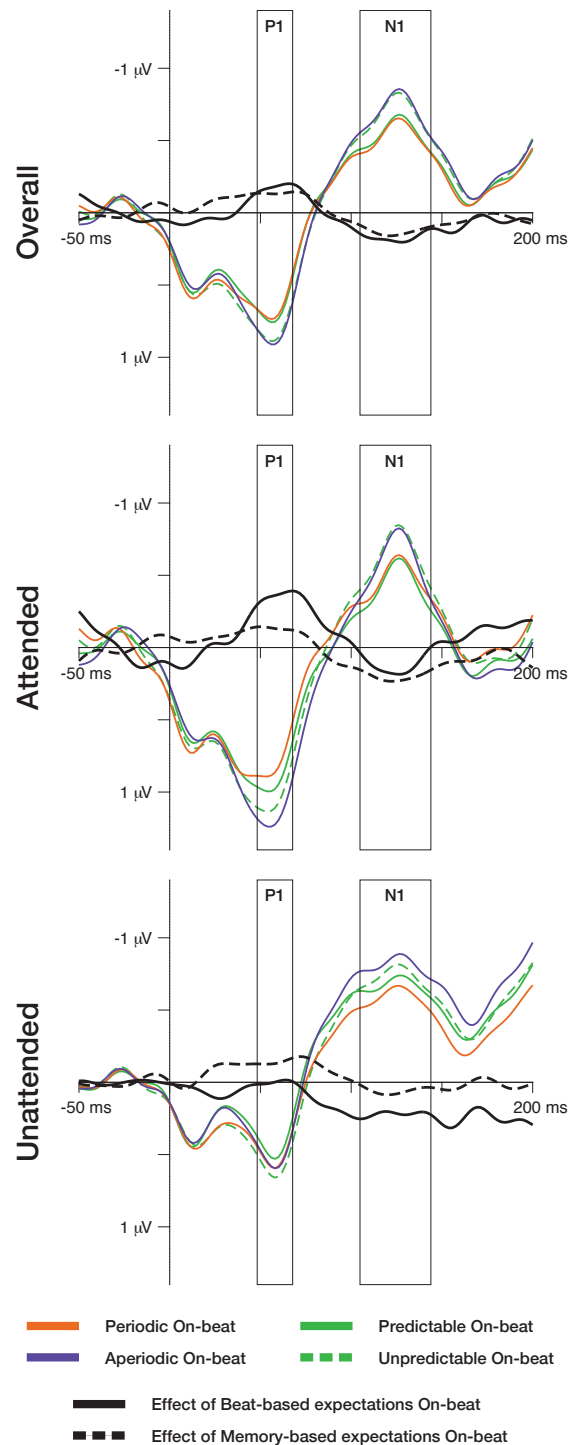 P1 N1
-1 µV
Overall
-50 ms 200 ms
1 µV
P1 N1
-1 µV
Attended
-50 ms 200 ms
1 µV
P1 N1
-1 µV
Unattended
-50 ms 200 ms
1 µV
Periodic On-beat Predictable On-beat
Aperiodic On-beat Unpredictable On-beat
Effect of Beat-based expectations On-beat
Effect of Memory-based expectations On-beat